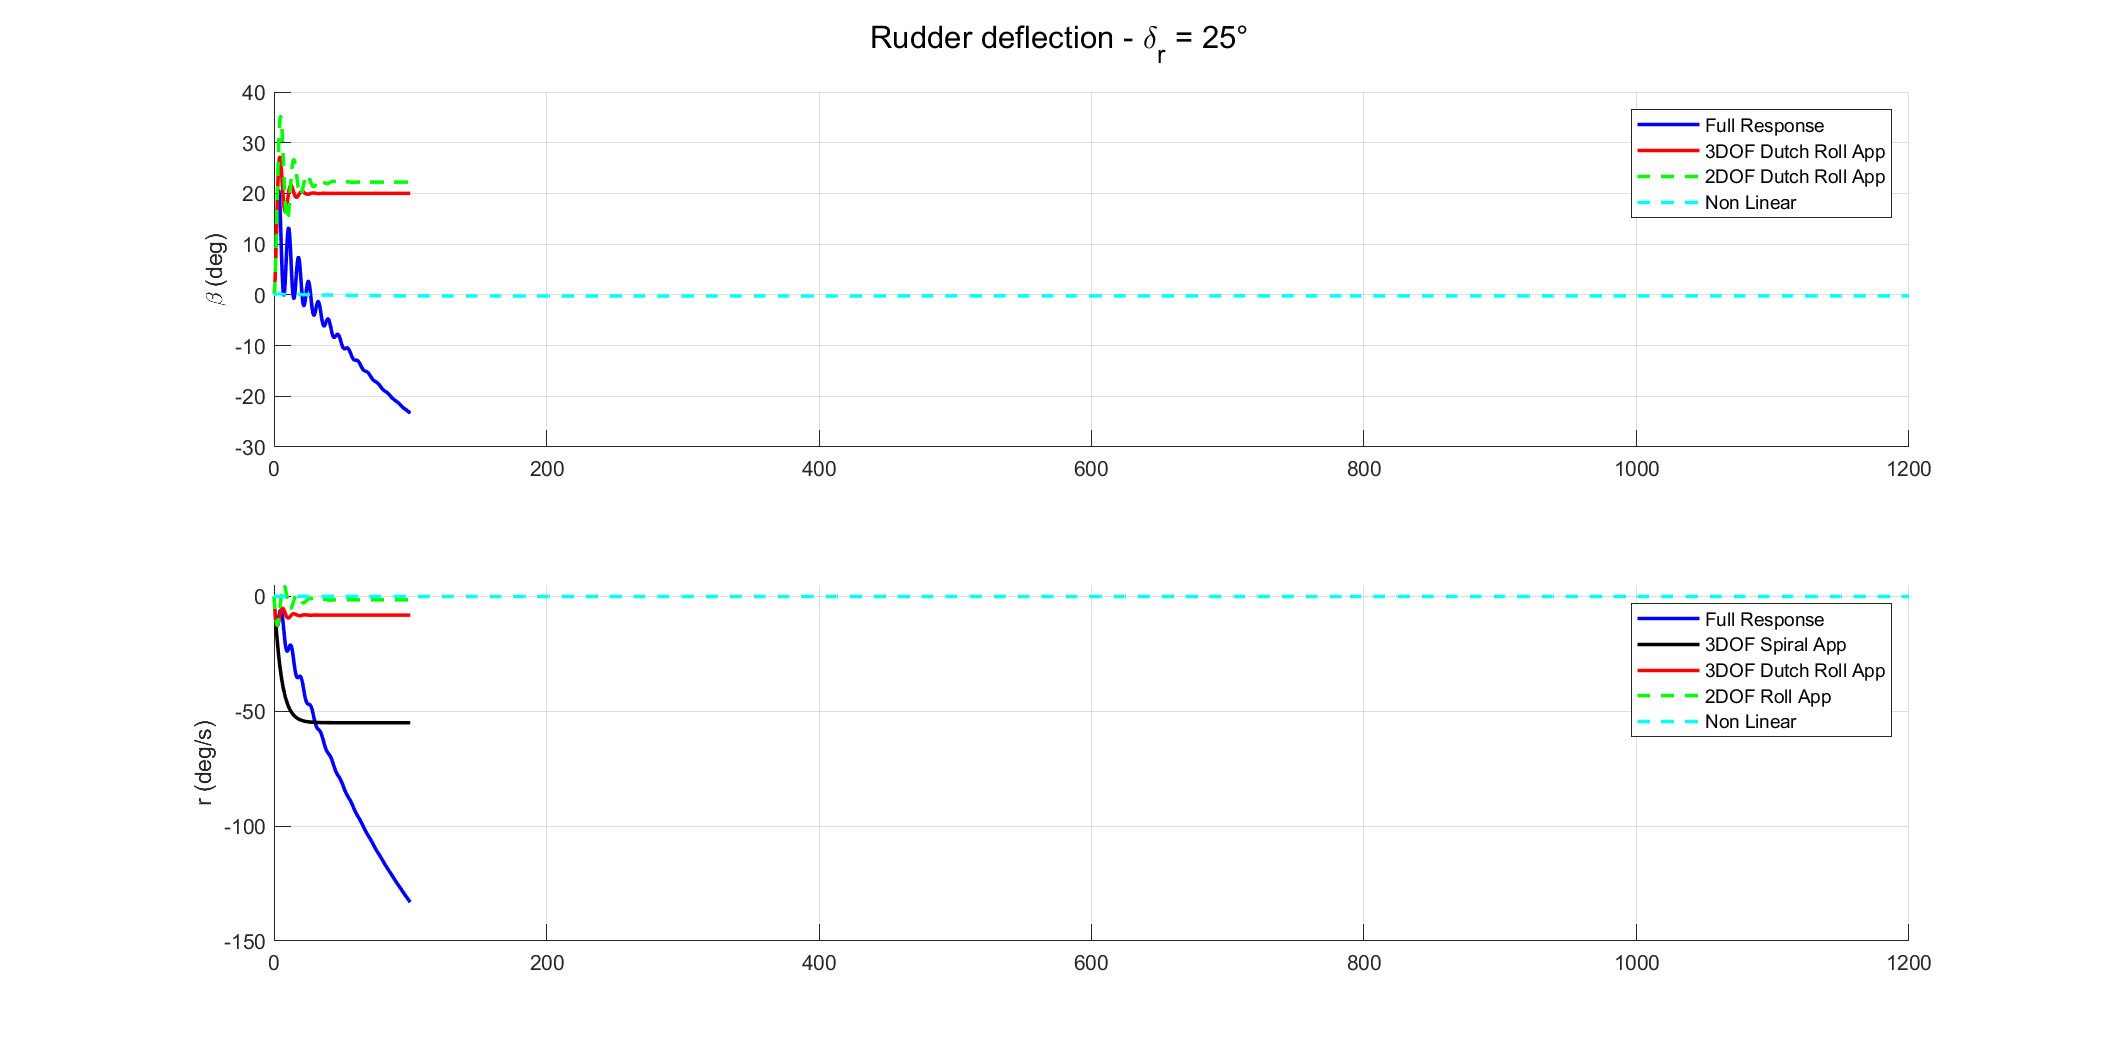 Rudder deflection - δr = 25°
40
30
20
10
0
-10
-20
-30
β (deg)
0 200 400 600 800 1000 1200
Full Response
3DOF Dutch Roll App
2DOF Dutch Roll App
Non Linear
0
-50
-100
-150
r (deg/s)
0 200 400 600 800 1000 1200
Full Response
3DOF Spiral App
3DOF Dutch Roll App
2DOF Roll App
Non Linear